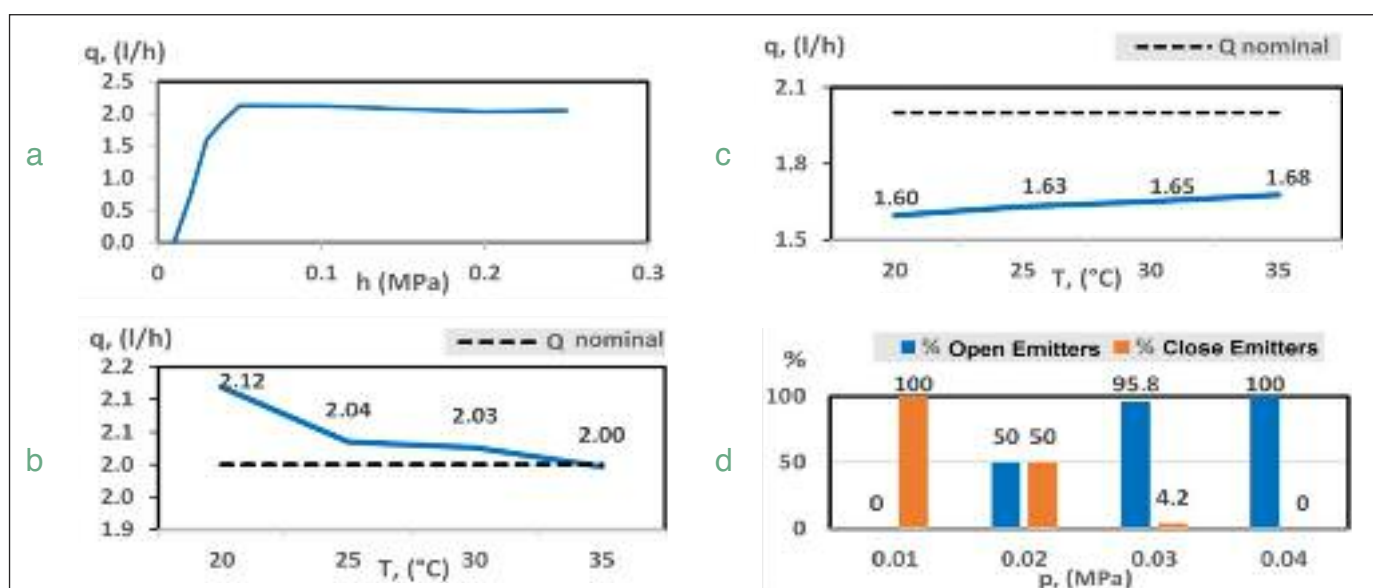 a
q, (l/h)
2.5
2.0
1.5
1.0
0.5
0.0
0 0.1 0.2 0.3
h (MPa)
b
q, (l/h)
Q nominal
2.2
2.1
2.1
2.0
2.0
1.9
2.12 2.04 2.03 2.00
20 25 30 35
T, (°C)
c
q, (l/h)
Q nominal
2.1
1.8
1.5
1.60 1.63 1.65 1.68
20 25 30 35
T, (°C)
d
%
% Open Emitters % Close Emitters
100
50
0
0 100 50 50 95.8 4.2 100 0
0.01 0.02 0.03 0.04
p, (MPa)